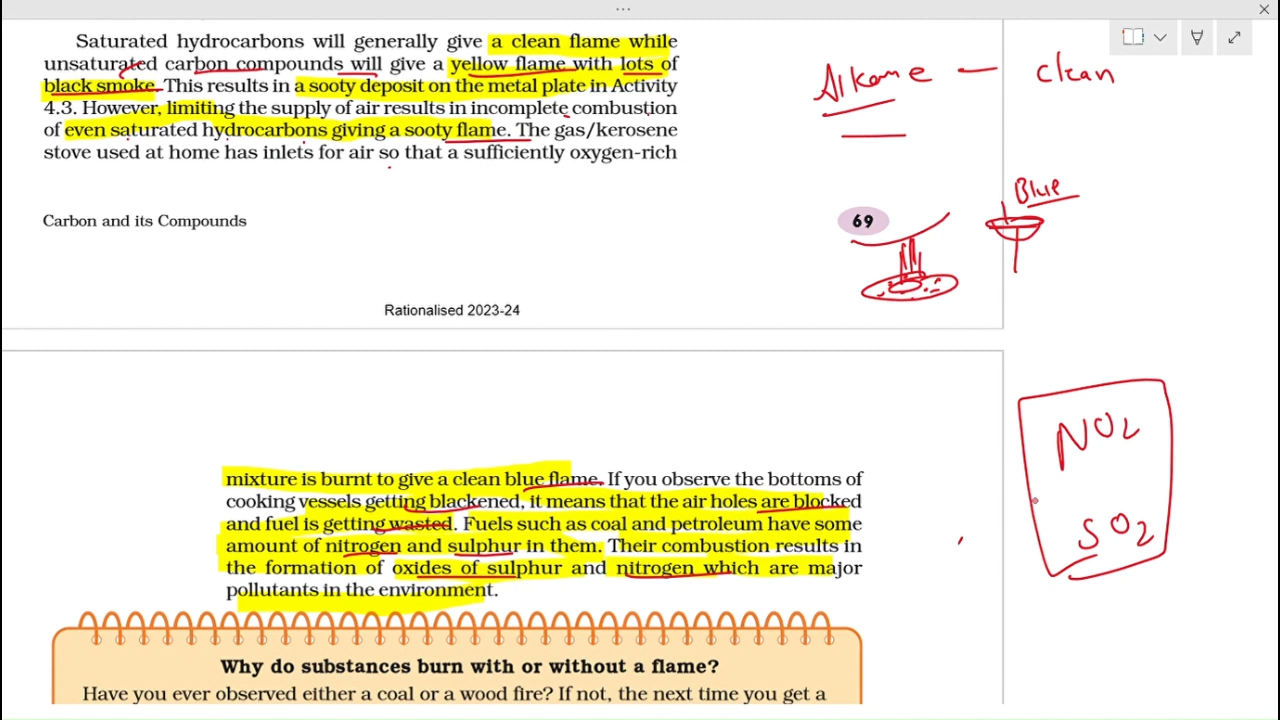 Saturated hydrocarbons will generally give a clean flame while
unsaturated carbon compounds will give a yellow flame with lots of
black smoke. This results in a sooty deposit on the metal plate in Activity
4.3. However, limiting the supply of air results in incomplete combustion
of even saturated hydrocarbons giving a sooty flame. The gas/kerosene
stove used at home has inlets for air so that a sufficiently oxygen-rich
Alkane — clean
Blue
Carbon and its Compounds
69
Rationalised 2023-24
mixture is burnt to give a clean blue flame. If you observe the bottoms of
cooking vessels getting blackened, it means that the air holes are blocked
and fuel is getting wasted. Fuels such as coal and petroleum have some
amount of nitrogen and sulphur in them. Their combustion results in
the formation of oxides of sulphur and nitrogen which are major
pollutants in the environment.
NO2
SO2
Why do substances burn with or without a flame?
Have you ever observed either a coal or a wood fire? If not, the next time you get a